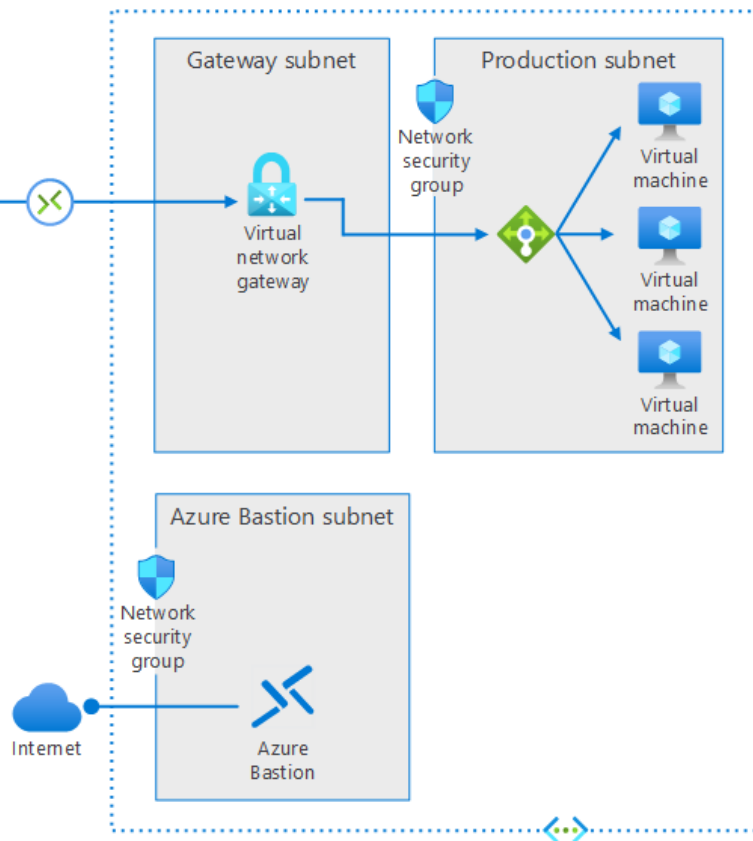 Gateway subnet
Production subnet
Network
security
group
Virtual
machine
Virtual
network
gateway
Virtual
machine
Virtual
machine
Azure Bastion subnet
Network
security
group
Internet
Azure
Bastion